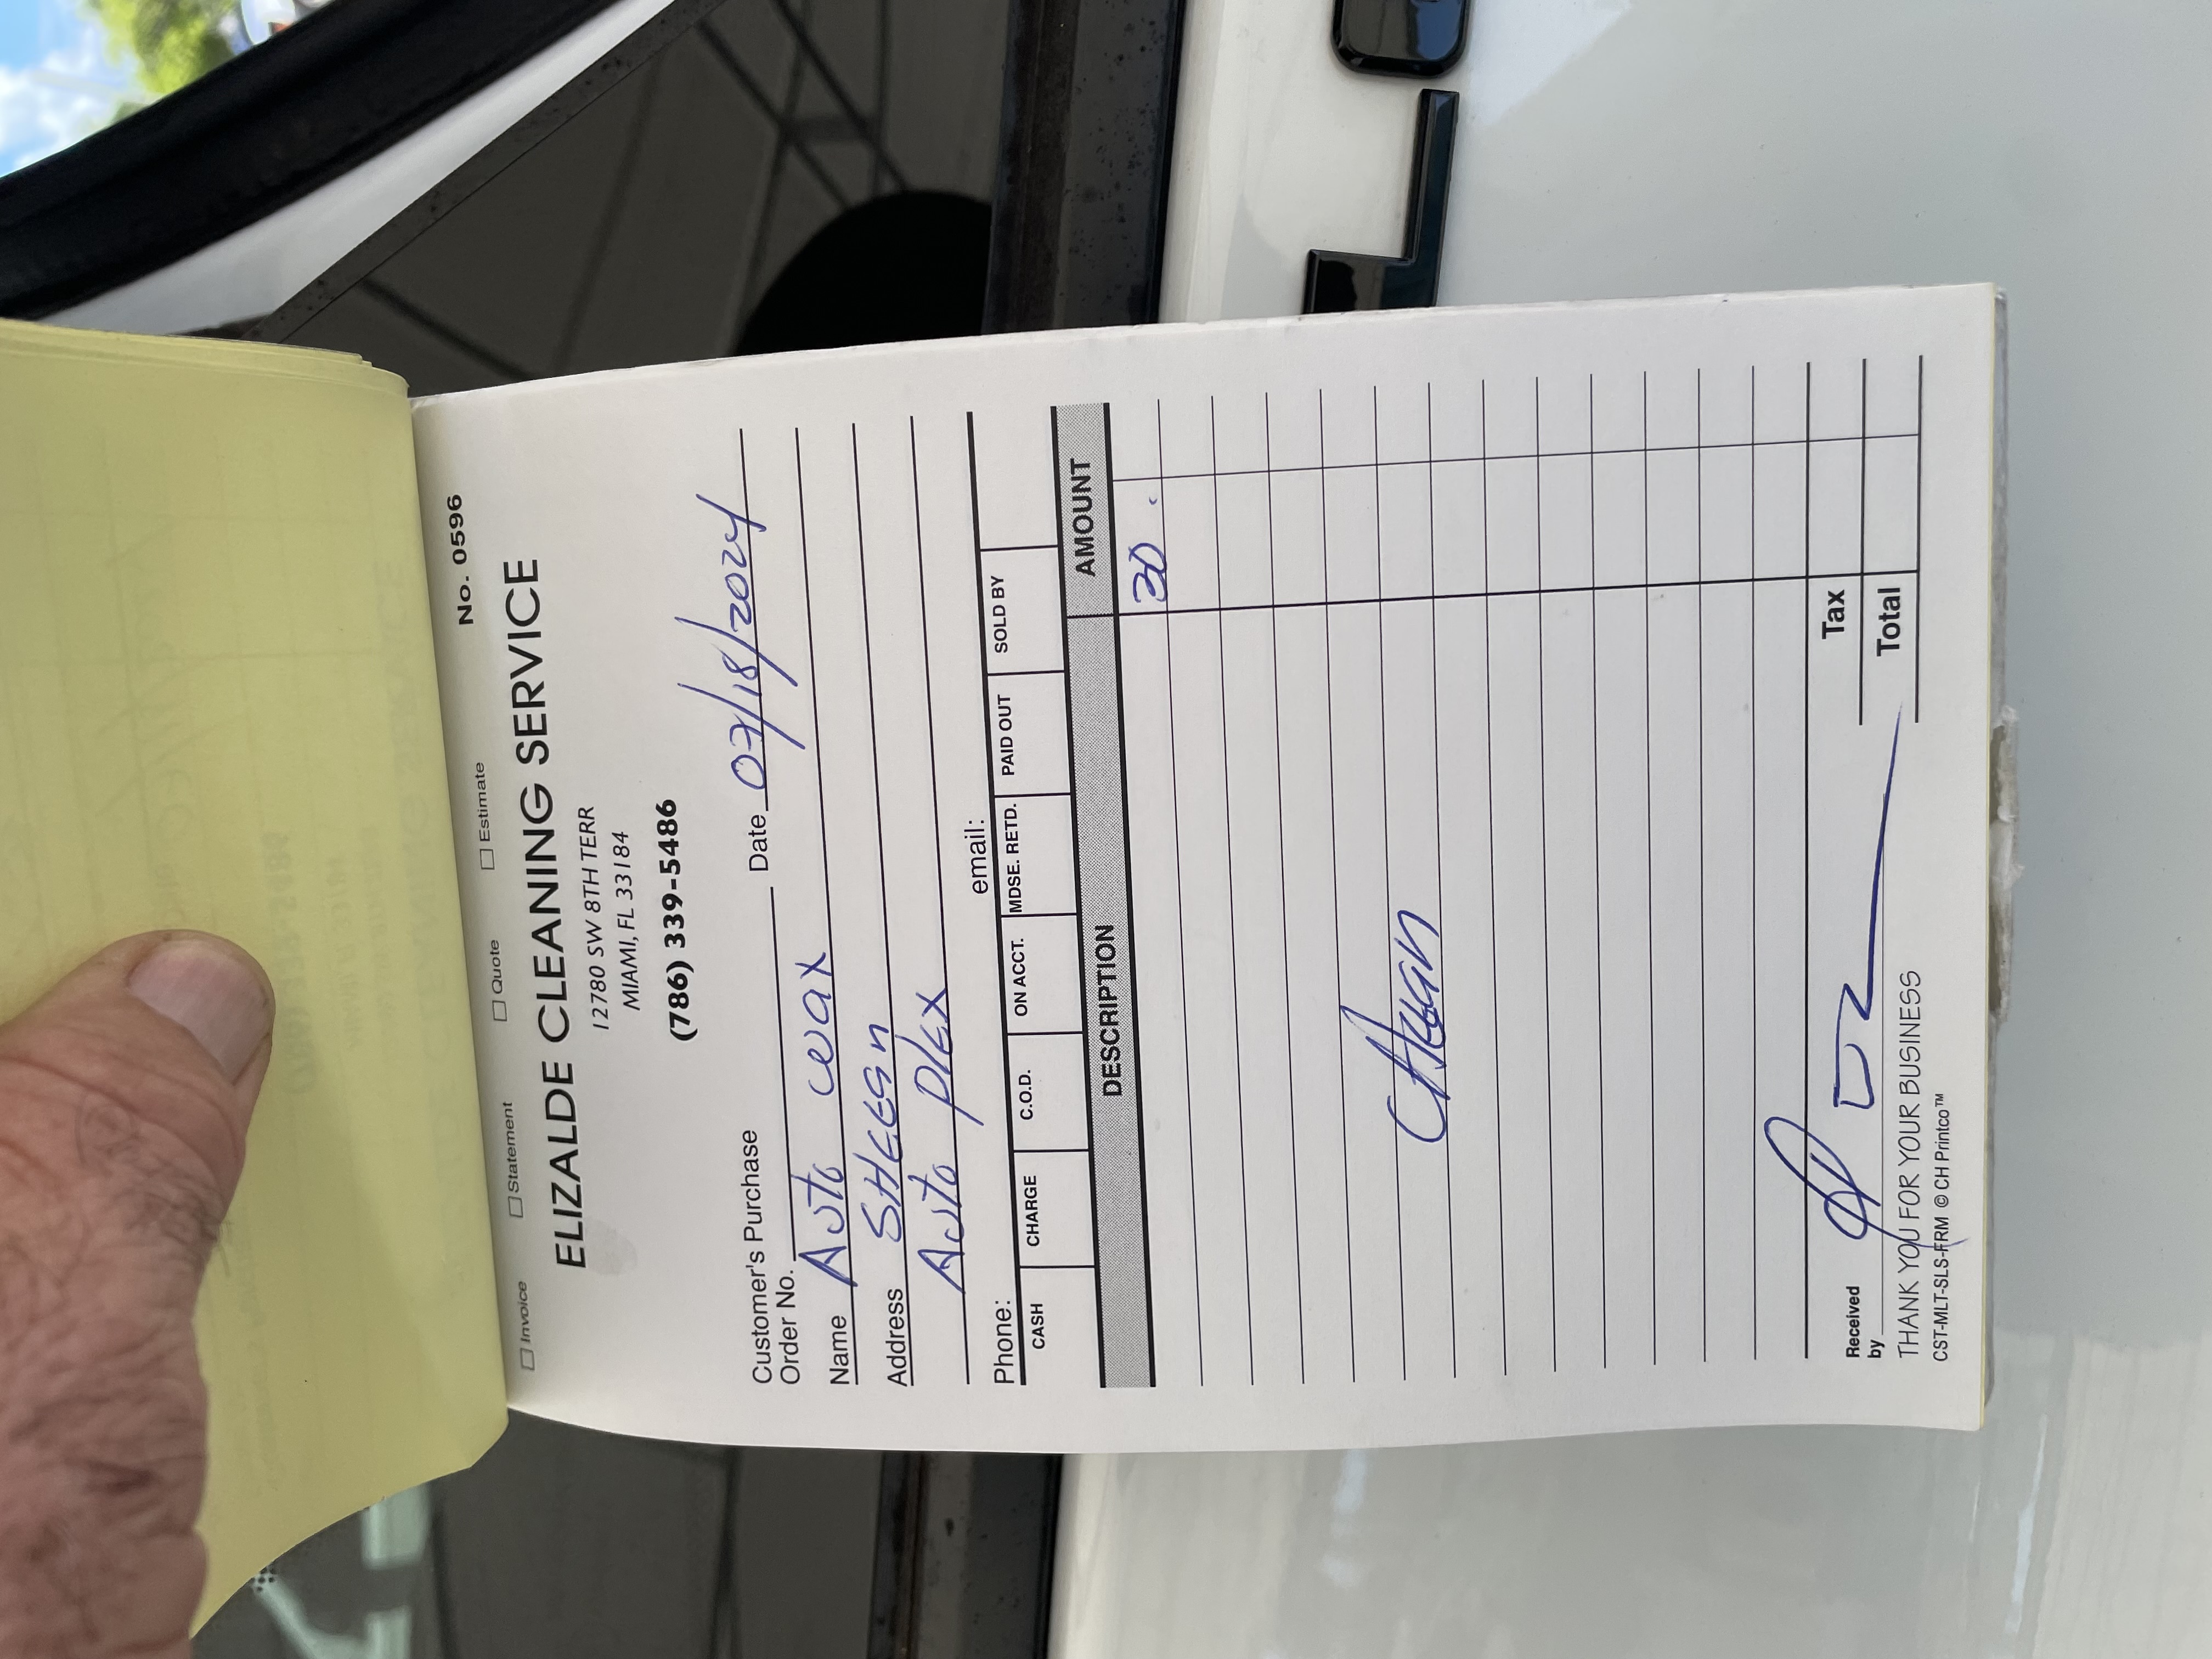 No. 0596
☐ Invoice ☐ Statement ☐ Quote ☐ Estimate
ELIZALDE CLEANING SERVICE
12780 SW 8TH TERR
MIAMI, FL 33184
(786) 339-5486
Customer's Purchase
Order No. Date 07/18/2024
Name Auto wax
Address SHEEan
Auto plex
Phone: email:
CASH CHARGE C.O.D. ON ACCT. MDSE. RETD. PAID OUT SOLD BY
DESCRIPTION AMOUNT
30.
Tax
Received
by Total
THANK YOU FOR YOUR BUSINESS
CST-MLT-SLS-FRM © CH Printco™